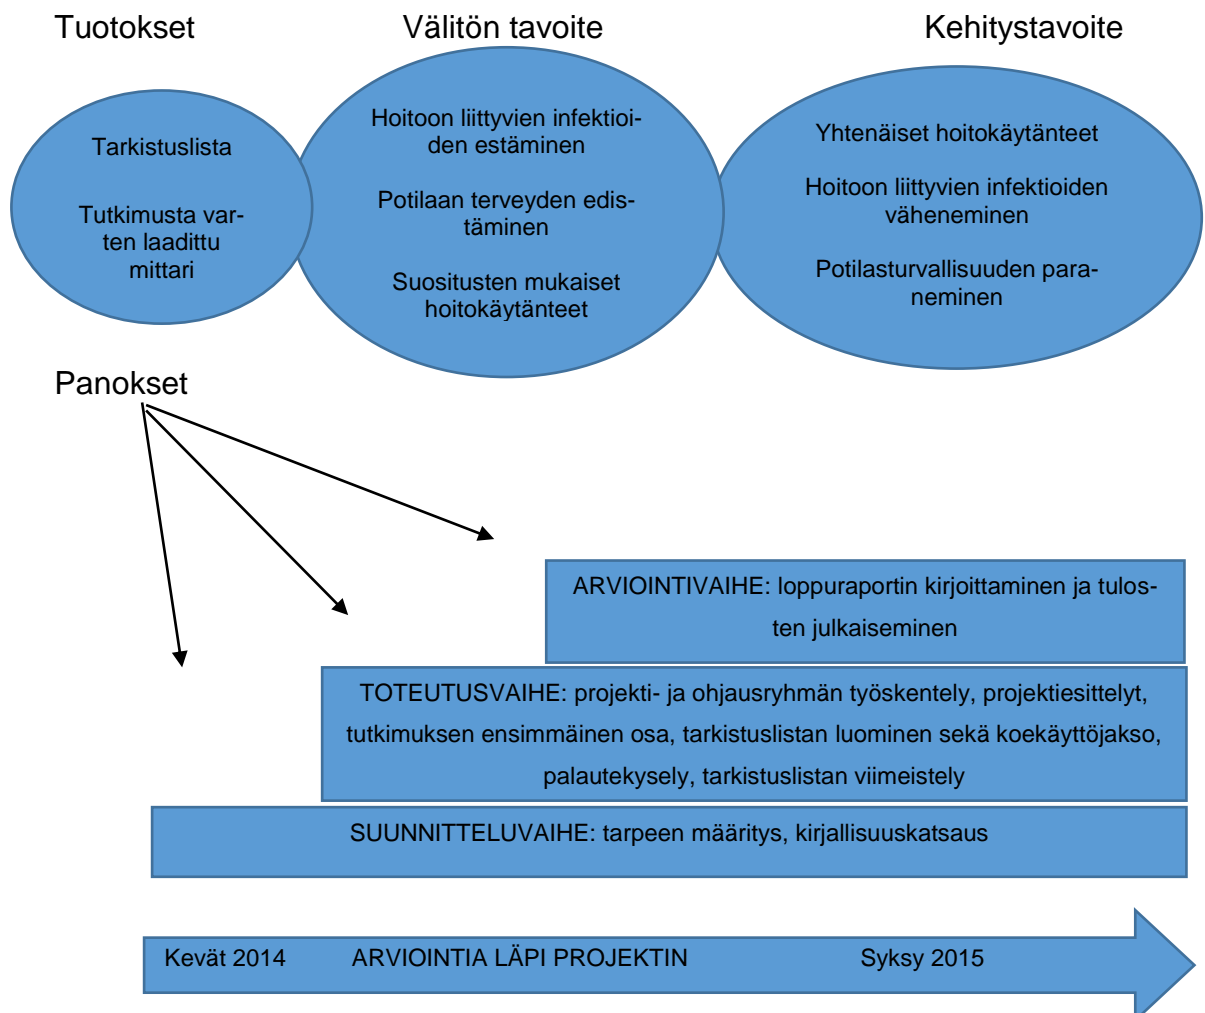 Tuotokset
Välitön tavoite
Kehitystavoite
Tarkistuslista
Tutkimusta var-
ten laadittu
mittari
Hoitoon liittyvien infektioi-
den estäminen
Potilaan terveyden edis-
täminen
Suositusten mukaiset
hoitokäytänteet
Yhtenäiset hoitokäytänteet
Hoitoon liittyvien infektioiden
väheneminen
Potilasturvallisuuden para-
neminen
Panokset
ARVIOINTIVAIHE: loppuraportin kirjoittaminen ja tulos-
ten julkaiseminen
TOTEUTUSVAIHE: projekti- ja ohjausryhmän työskentely, projektiesittelyt,
tutkimuksen ensimmäinen osa, tarkistuslistan luominen sekä koekäyttöjakso,
palautekysely, tarkistuslistan viimeistely
SUUNNITTELUVAIHE: tarpeen määritys, kirjallisuuskatsaus
Kevät 2014 ARVIOINTIA LÄPI PROJEKTIN Syksy 2015